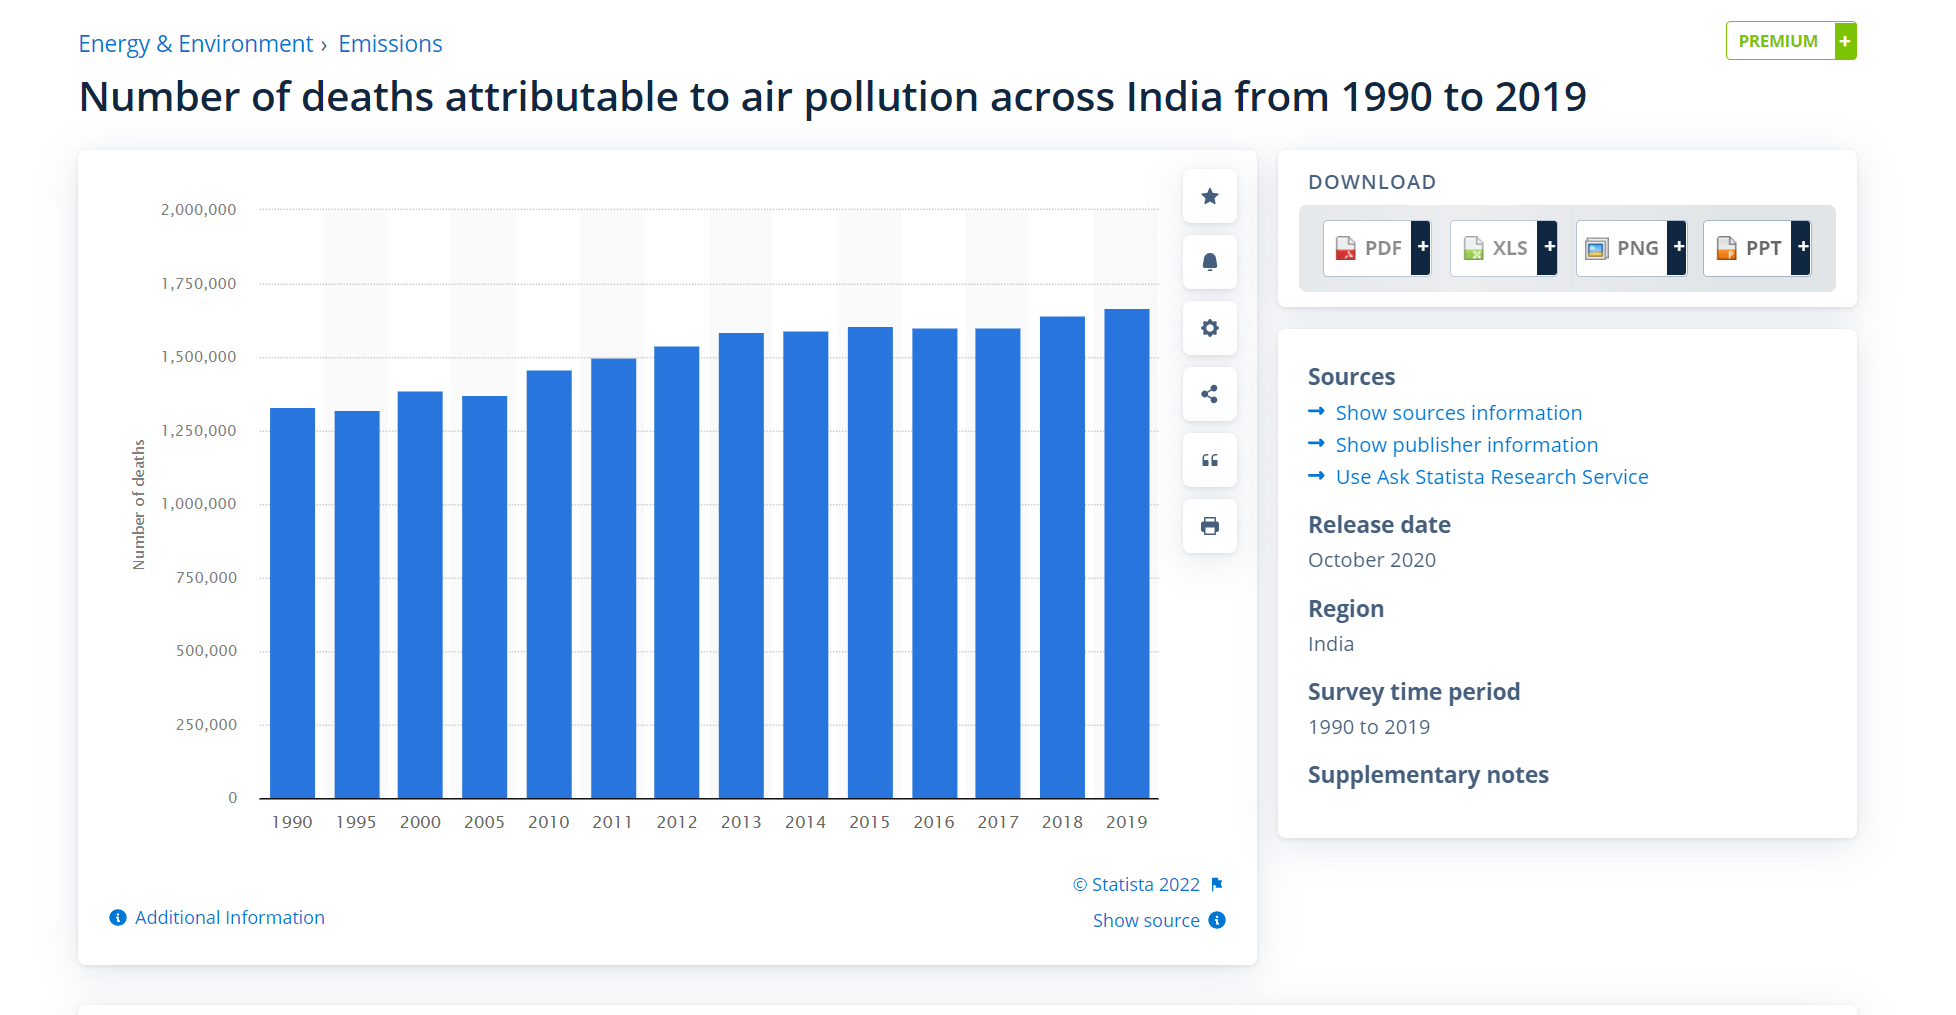 Energy & Environment › Emissions
PREMIUM +
Number of deaths attributable to air pollution across India from 1990 to 2019
2,000,000
1,750,000
1,500,000
1,250,000
1,000,000
750,000
500,000
250,000
0
Number of deaths
1990 1995 2000 2005 2010 2011 2012 2013 2014 2015 2016 2017 2018 2019
© Statista 2022
Additional Information
Show source
DOWNLOAD
PDF + XLS + PNG + PPT +
Sources
Show sources information
Show publisher information
Use Ask Statista Research Service
Release date
October 2020
Region
India
Survey time period
1990 to 2019
Supplementary notes